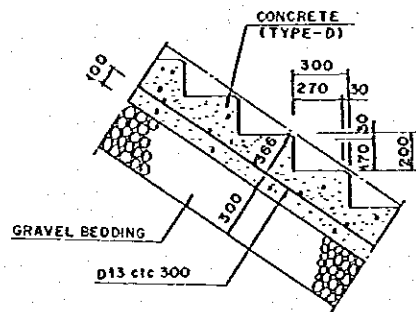 CONCRETE
(TYPE-D)
300
270 30
100
30
170
200
366
300
GRAVEL BEDDING
D13 ctc 300